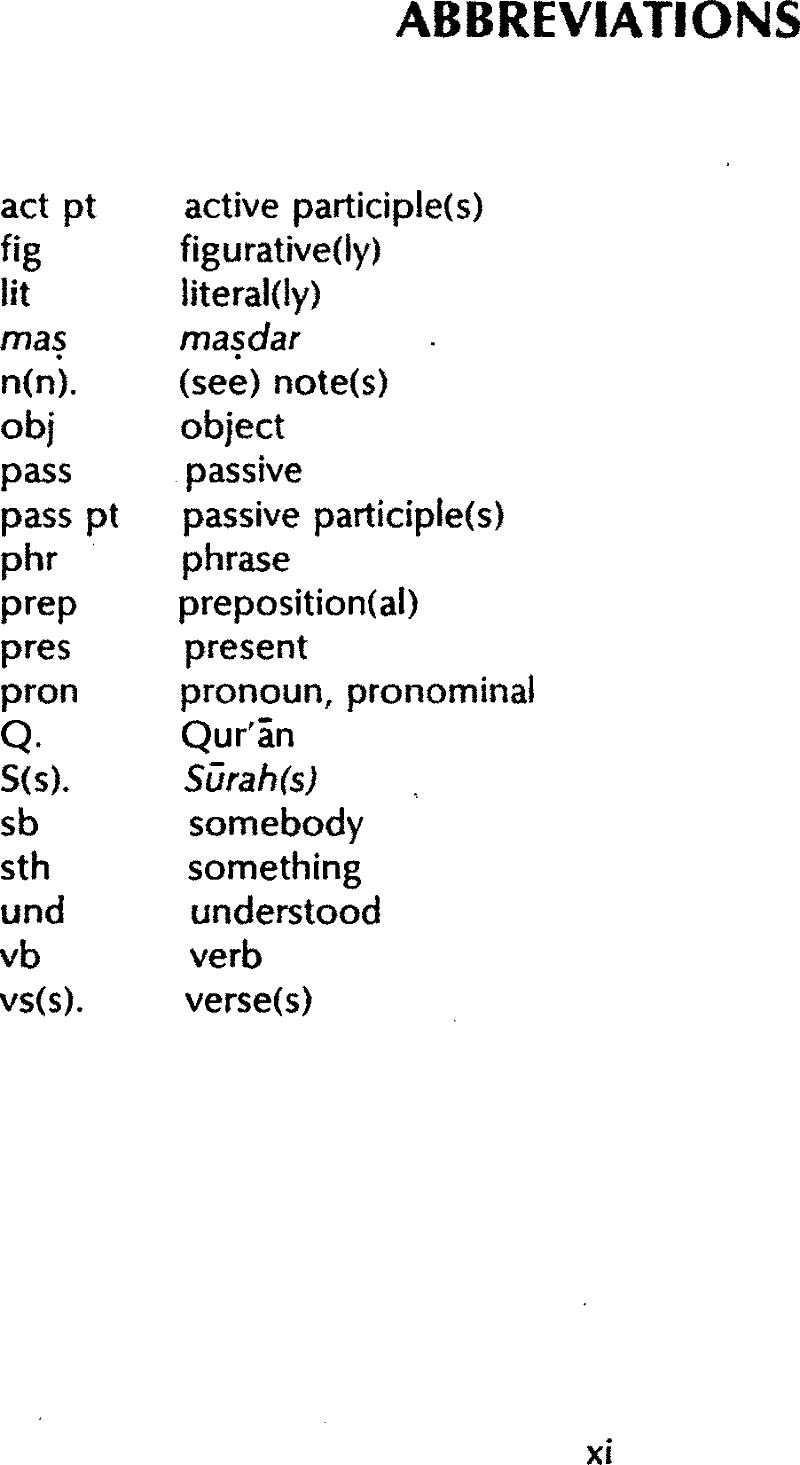 ABBREVIATIONS
act pt active participle(s)
fig figurative(ly)
lit literal(ly)
maṣ maṣdar
n(n). (see) note(s)
obj object
pass passive
pass pt passive participle(s)
phr phrase
prep preposition(al)
pres present
pron pronoun, pronominal
Q. Qur'ān
S(s). Sūrah(s)
sb somebody
sth something
und understood
vb verb
vs(s). verse(s)
xi